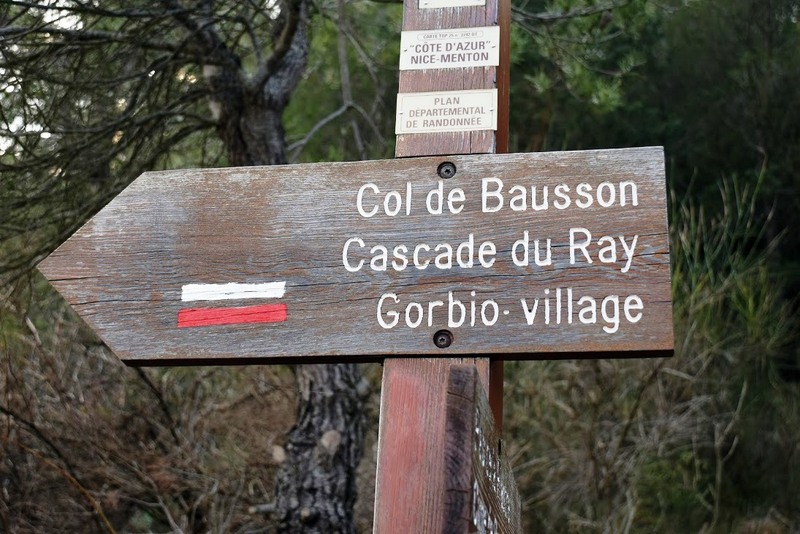 "CÔTE D'AZUR"
NICE-MENTON
PLAN
DÉPARTEMENTAL
DE RANDONNÉE
Col de Bausson
Cascade du Ray
Gorbio-village